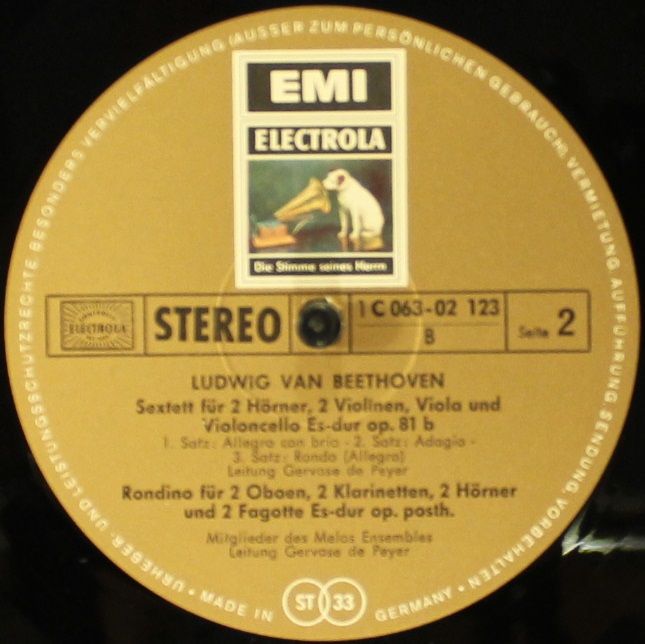 URHEBER- UND LEISTUNGSSCHUTZRECHTE, BESONDERS VERVIELFÄLTIGUNG (AUSSER ZUM PERSÖNLICHEN GEBRAUCH), VERMIETUNG, AUFFÜHRUNG, SENDUNG, VORBEHALTEN •
EMI
ELECTROLA
Die Stimme seines Herrn
ELECTROLA
STEREO
1 C 063-02 123
B
Seite 2
LUDWIG VAN BEETHOVEN
Sextett für 2 Hörner, 2 Violinen, Viola und
Violoncello Es-dur op. 81 b
1. Satz: Allegro con brio - 2. Satz: Adagio -
3. Satz: Rondo (Allegro)
Leitung Gervase de Peyer
Rondino für 2 Oboen, 2 Klarinetten, 2 Hörner
und 2 Fagotte Es-dur op. posth.
Mitglieder des Melos Ensembles
Leitung Gervase de Peyer
• MADE IN GERMANY •
ST 33